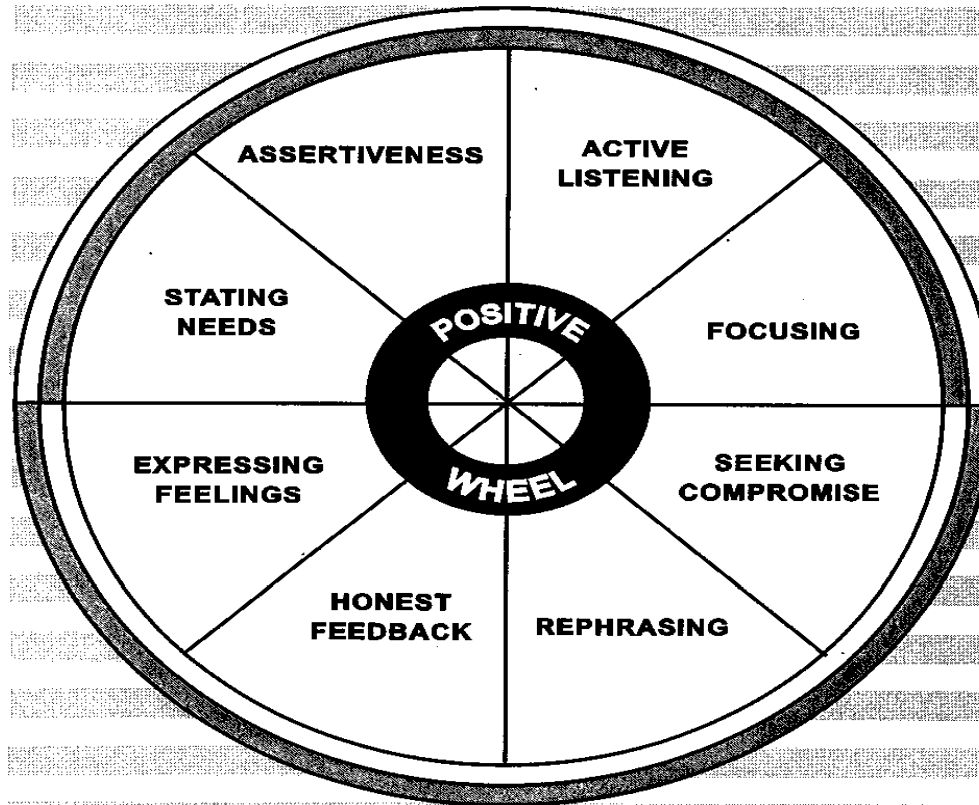 ASSERTIVENESS
ACTIVE
LISTENING
STATING
NEEDS
POSITIVE
FOCUSING
EXPRESSING
FEELINGS
WHEEL
SEEKING
COMPROMISE
HONEST
FEEDBACK
REPHRASING